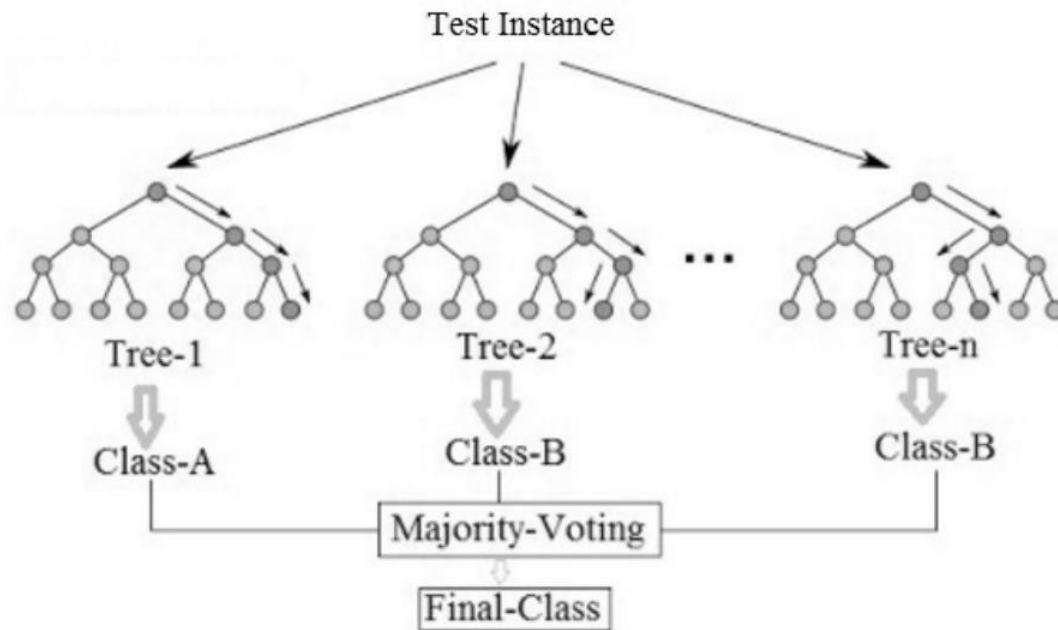 Test Instance
...
Tree-1 Tree-2 Tree-n
Class-A Class-B Class-B
Majority-Voting
Final-Class